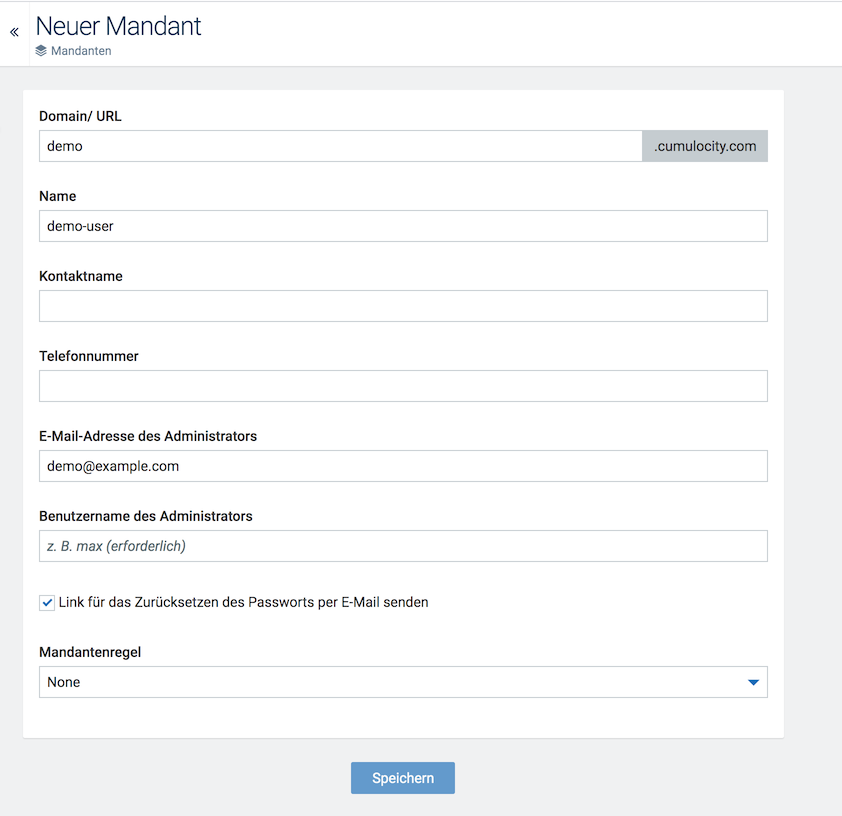 Neuer Mandant
Mandanten
Domain/ URL
demo .cumulocity.com
Name
demo-user
Kontaktname
Telefonnummer
E-Mail-Adresse des Administrators
demo@example.com
Benutzername des Administrators
z. B. max (erforderlich)
Link für das Zurücksetzen des Passworts per E-Mail senden
Mandantenregel
None
Speichern